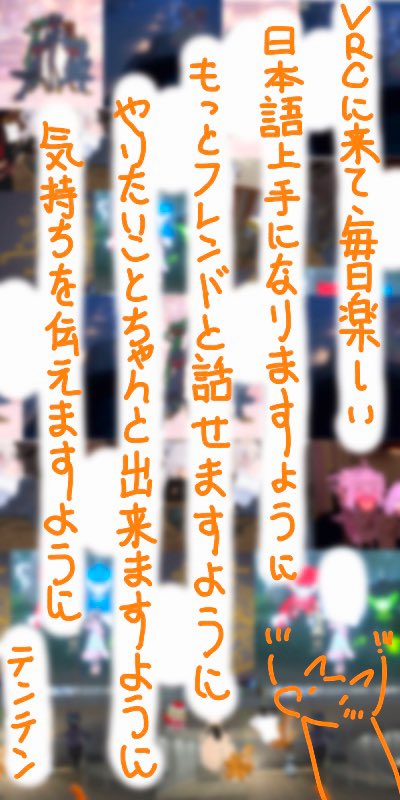 VRCに来て、毎日楽しい
日本語上手になりますように
もっとフレンドと話せますように
やりたいことちゃんと出来ますように
気持ちを伝えますように
テンテン